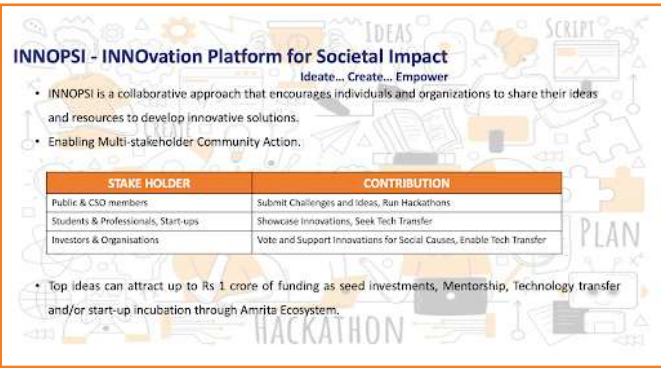 IDEAS
SCRIPT
INNOPSI - INNOvation Platform for Societal Impact
Ideate... Create... Empower
• INNOPSI is a collaborative approach that encourages individuals and organizations to share their ideas
and resources to develop innovative solutions.
CREATE
• Enabling Multi-stakeholder Community Action.
STAKE HOLDER CONTRIBUTION
Public & CSO members Submit Challenges and Ideas, Run Hackathons
Students & Professionals, Start-ups Showcase Innovations, Seek Tech Transfer
Investors & Organisations Vote and Support Innovations for Social Causes, Enable Tech Transfer
PLAN
• Top ideas can attract up to Rs 1 crore of funding as seed investments, Mentorship, Technology transfer
and/or start-up incubation through Amrita Ecosystem.
HACKATHON